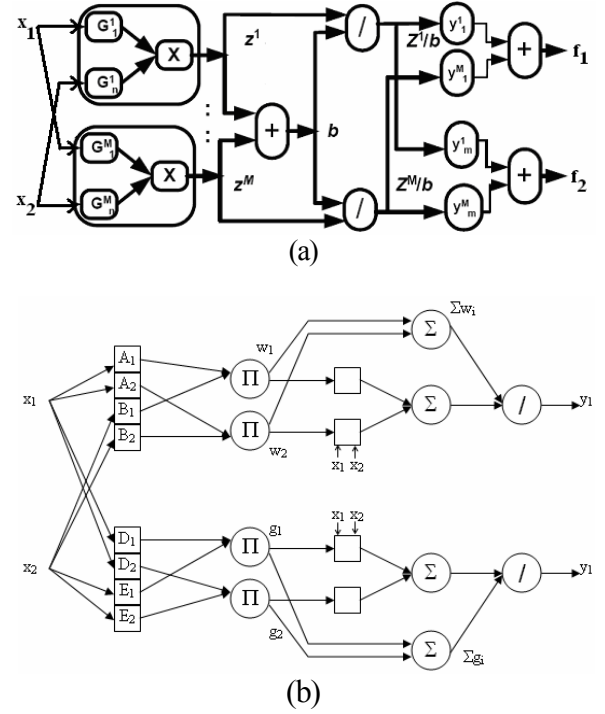 x₁ G¹₁ X z¹ / Z¹/b y¹₁ + f₁
G¹ₙ yᴹ₁
⋮ + b
⋮
Gᴹ₁ y¹ₘ
x₂ Gᴹₙ X zᴹ / Zᴹ/b yᴹₘ + f₂
(a)
Σwᵢ
Σ
w₁
A₁
x₁ A₂ Π
B₁ Σ / y₁
B₂ Π
w₂
x₁ x₂
x₁ x₂
g₁
D₁ Π
x₂ D₂ Σ / y₁
E₁ Π
E₂
g₂
Σ
Σgᵢ
(b)